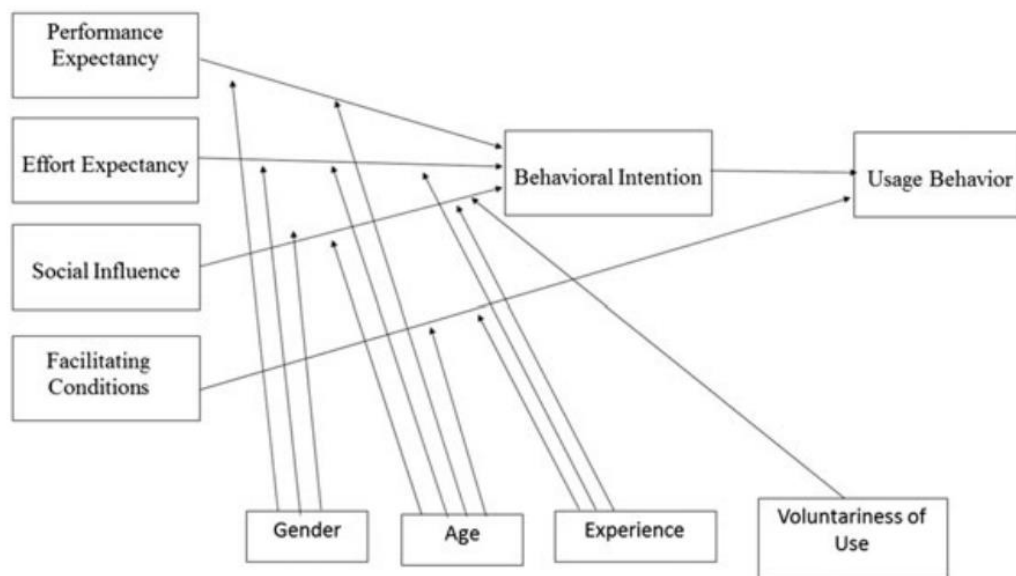 Performance
Expectancy
Effort Expectancy
Behavioral Intention
Usage Behavior
Social Influence
Facilitating
Conditions
Gender
Age
Experience
Voluntariness of
Use